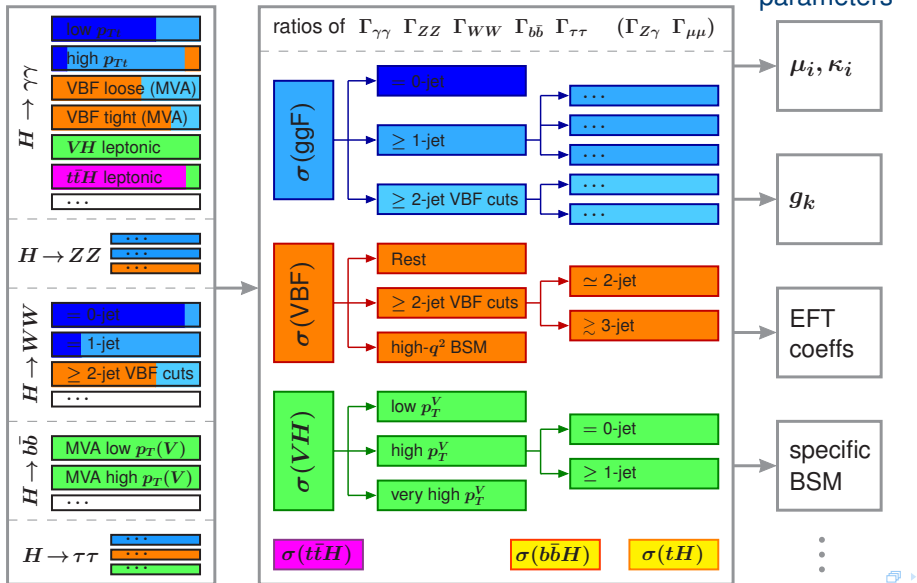 parameters
H → γγ
low p_Tt
high p_Tt
VBF loose (MVA)
VBF tight (MVA)
VH leptonic
tt̄H leptonic
...
H → ZZ
...
...
...
H → WW
= 0-jet
= 1-jet
≥ 2-jet VBF cuts
...
H → bb̄
MVA low p_T(V)
MVA high p_T(V)
...
H → ττ
...
...
...
ratios of Γ_γγ Γ_ZZ Γ_WW Γ_bb̄ Γ_ττ (Γ_Zγ Γ_μμ)
σ(ggF)
= 0-jet
≥ 1-jet
≥ 2-jet VBF cuts
...
...
...
...
...
σ(VBF)
Rest
≥ 2-jet VBF cuts
high-q² BSM
≃ 2-jet
≳ 3-jet
σ(VH)
low p_T^V
high p_T^V
very high p_T^V
= 0-jet
≥ 1-jet
σ(tt̄H)
σ(bb̄H)
σ(tH)
μ_i, κ_i
g_k
EFT
coeffs
specific
BSM